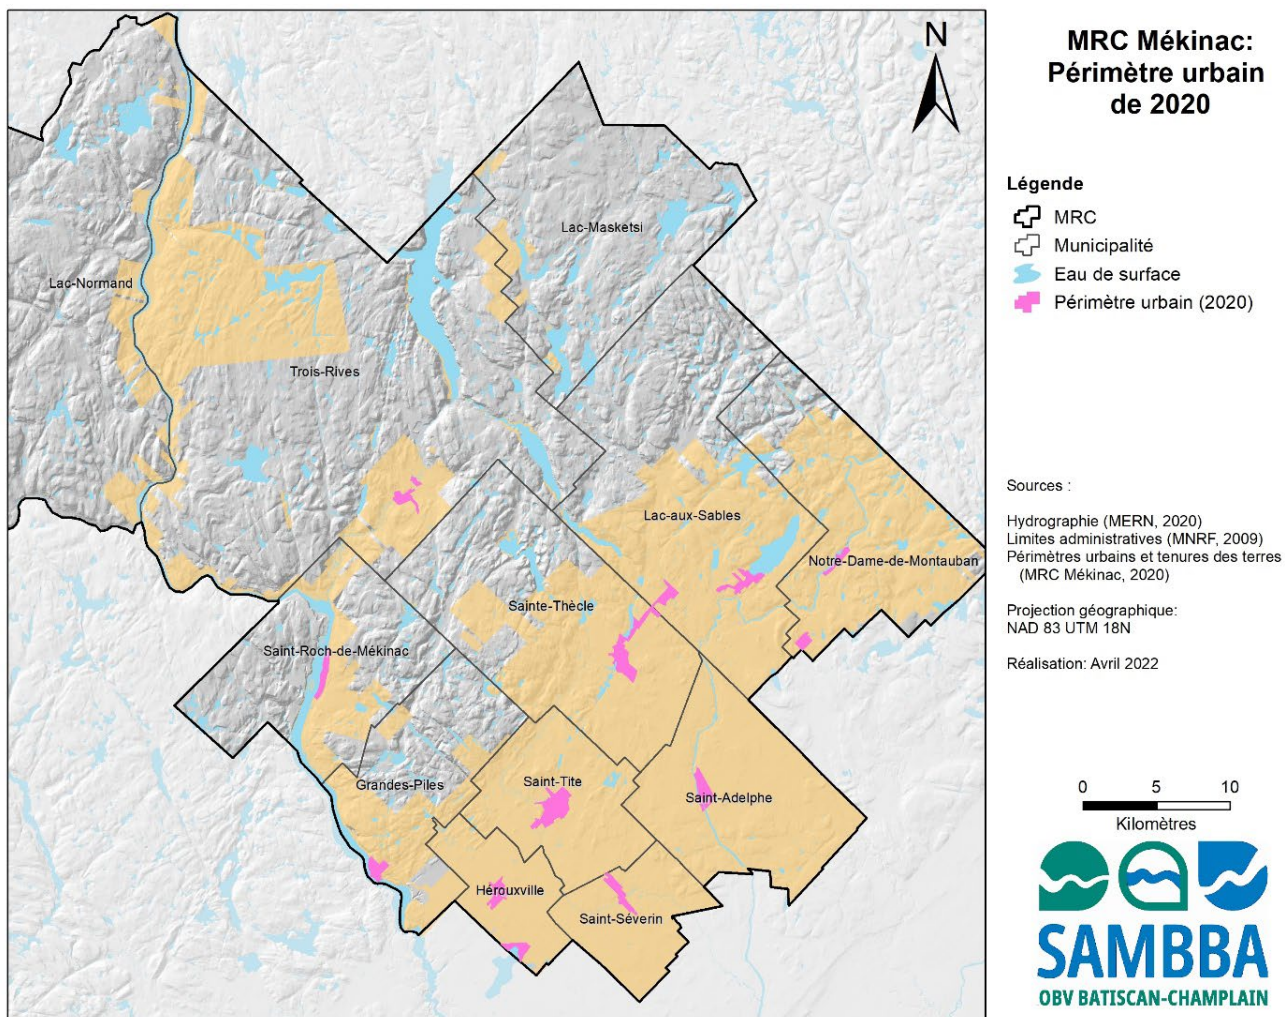 MRC Mékinac:
Périmètre urbain
de 2020
N
Légende
MRC
Municipalité
Eau de surface
Périmètre urbain (2020)
Lac-Masketsi
Lac-Normand
Trois-Rives
Lac-aux-Sables
Notre-Dame-de-Montauban
Sainte-Thècle
Saint-Roch-de-Mékinac
Grandes-Piles
Saint-Tite
Saint-Adelphe
Hérouxville
Saint-Séverin
Sources :
Hydrographie (MERN, 2020)
Limites administratives (MNRF, 2009)
Périmètres urbains et tenures des terres
(MRC Mékinac, 2020)
Projection géographique:
NAD 83 UTM 18N
Réalisation: Avril 2022
0 5 10
Kilomètres
SAMBBA
OBV BATISCAN-CHAMPLAIN